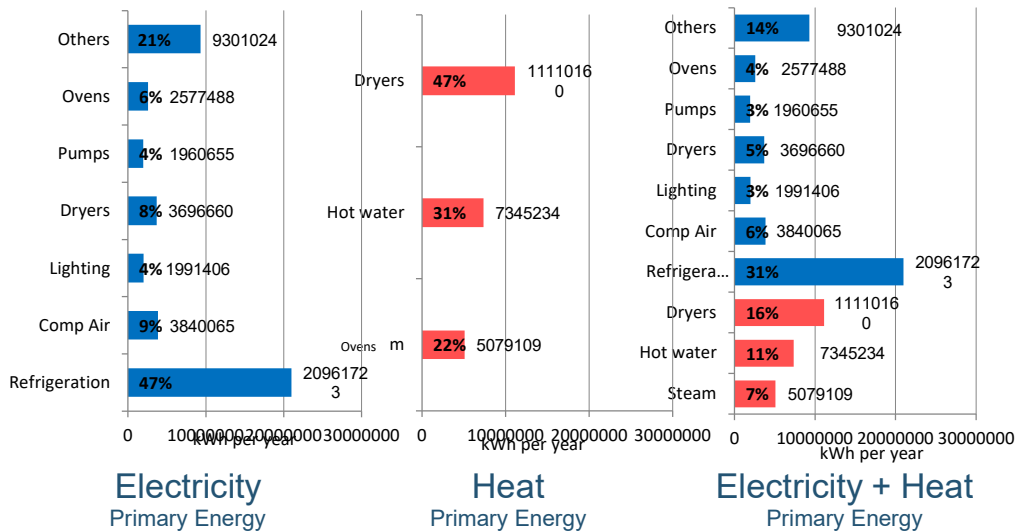 Others 21% 9301024
Ovens 6% 2577488
Pumps 4% 1960655
Dryers 8% 3696660
Lighting 4% 1991406
Comp Air 9% 3840065
Refrigeration 47% 2096172
3
0 10000000 20000000 30000000
kWh per year
Electricity
Primary Energy
Dryers 47% 1111016
0
Hot water 31% 7345234
Ovens m 22% 5079109
0 10000000 20000000 30000000
kWh per year
Heat
Primary Energy
Others 14% 9301024
Ovens 4% 2577488
Pumps 3% 1960655
Dryers 5% 3696660
Lighting 3% 1991406
Comp Air 6% 3840065
Refrigera... 31% 2096172
3
Dryers 16% 1111016
0
Hot water 11% 7345234
Steam 7% 5079109
0 10000000 20000000 30000000
kWh per year
Electricity + Heat
Primary Energy